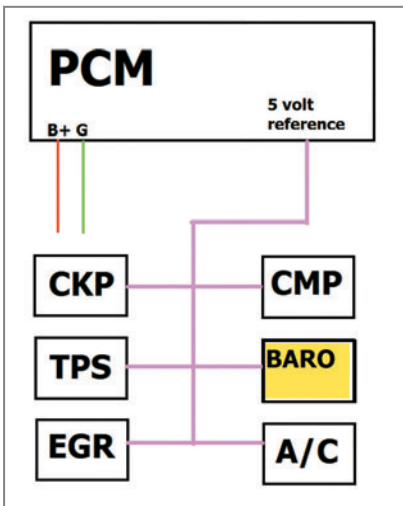 PCM
5 volt
reference
B+ G
CKP
CMP
TPS
BARO
EGR
A/C